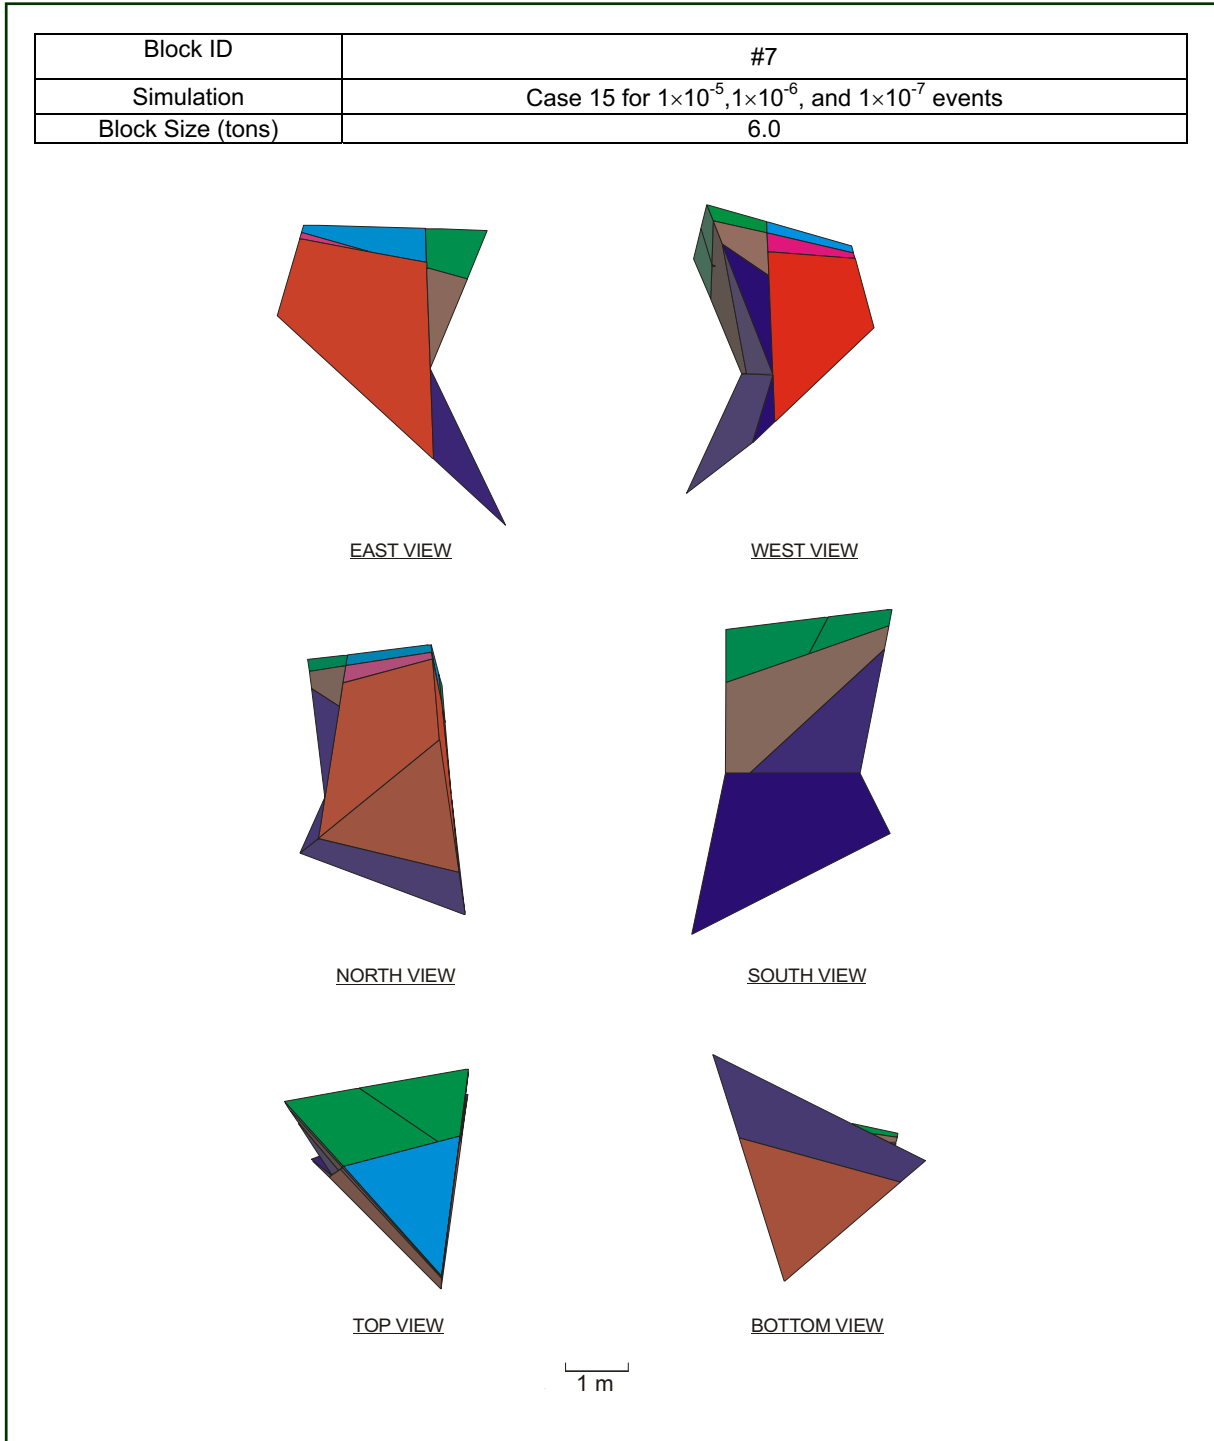 Block ID #7
Simulation Case 15 for 1×10⁻⁵,1×10⁻⁶, and 1×10⁻⁷ events
Block Size (tons) 6.0
EAST VIEW WEST VIEW
NORTH VIEW SOUTH VIEW
TOP VIEW BOTTOM VIEW
1 m